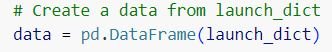 # Create a data from launch_dict
data = pd.DataFrame(launch_dict)